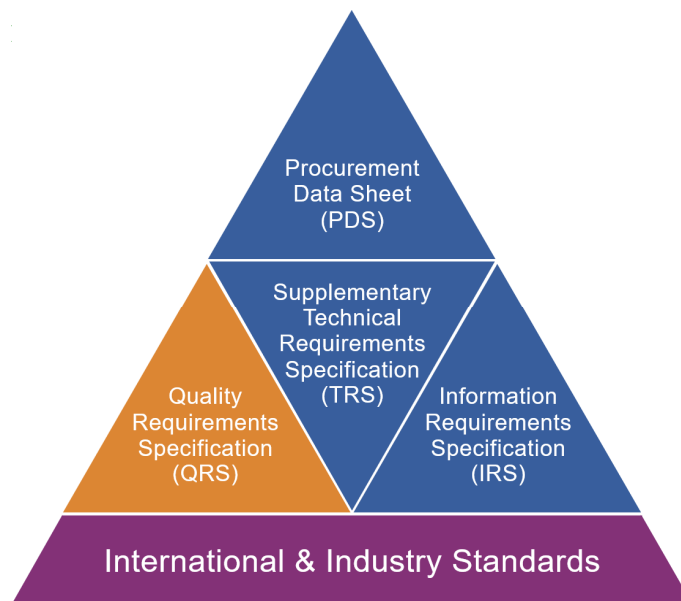 Procurement
Data Sheet
(PDS)
Supplementary
Technical
Requirements
Specification
(TRS)
Quality
Requirements
Specification
(QRS)
Information
Requirements
Specification
(IRS)
International & Industry Standards